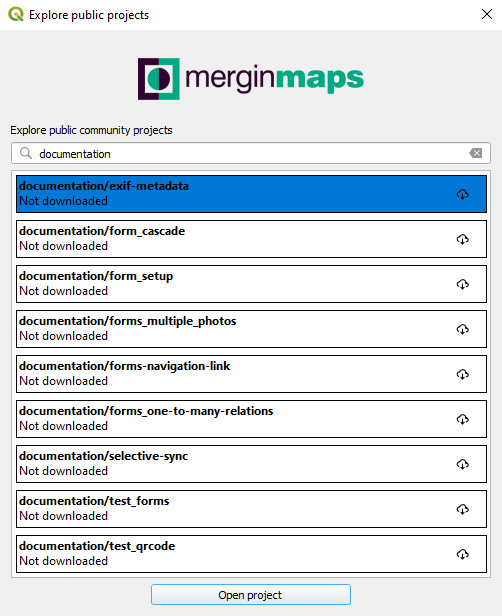 Explore public projects
merginmaps
Explore public community projects
documentation
documentation/exif-metadata
Not downloaded
documentation/form_cascade
Not downloaded
documentation/form_setup
Not downloaded
documentation/forms_multiple_photos
Not downloaded
documentation/forms-navigation-link
Not downloaded
documentation/forms_one-to-many-relations
Not downloaded
documentation/selective-sync
Not downloaded
documentation/test_forms
Not downloaded
documentation/test_qrcode
Not downloaded
Open project